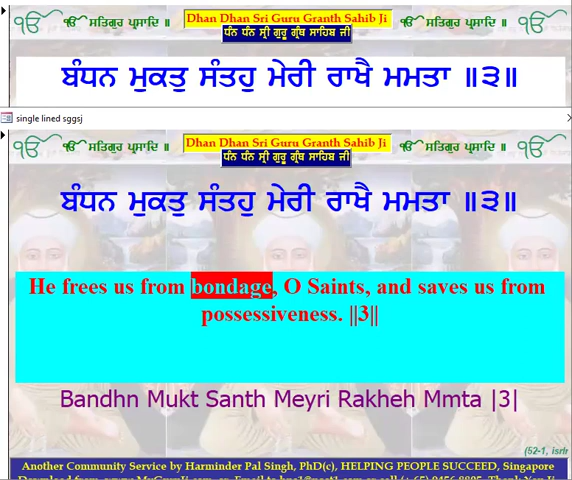 ੴ ੴ ਸਤਿਗੁਰ ਪ੍ਰਸਾਦਿ ॥ Dhan Dhan Sri Guru Granth Sahib Ji ੴ ਸਤਿਗੁਰ ਪ੍ਰਸਾਦਿ ॥ ੴ
ਧੰਨ ਧੰਨ ਸ੍ਰੀ ਗੁਰੂ ਗ੍ਰੰਥ ਸਾਹਿਬ ਜੀ
ਬੰਧਨ ਮੁਕਤੁ ਸੰਤਹੁ ਮੇਰੀ ਰਾਖੈ ਮਮਤਾ ॥੩॥
single lined sggsj
ੴ ੴ ਸਤਿਗੁਰ ਪ੍ਰਸਾਦਿ ॥ Dhan Dhan Sri Guru Granth Sahib Ji ੴ ਸਤਿਗੁਰ ਪ੍ਰਸਾਦਿ ॥ ੴ
ਧੰਨ ਧੰਨ ਸ੍ਰੀ ਗੁਰੂ ਗ੍ਰੰਥ ਸਾਹਿਬ ਜੀ
ਬੰਧਨ ਮੁਕਤੁ ਸੰਤਹੁ ਮੇਰੀ ਰਾਖੈ ਮਮਤਾ ॥੩॥
He frees us from bondage, O Saints, and saves us from
possessiveness. ||3||
Bandhn Mukt Santh Meyri Rakheh Mmta |3|
Another Community Service by Harminder Pal Singh, PhD(c), HELPING PEOPLE SUCCEED, Singapore